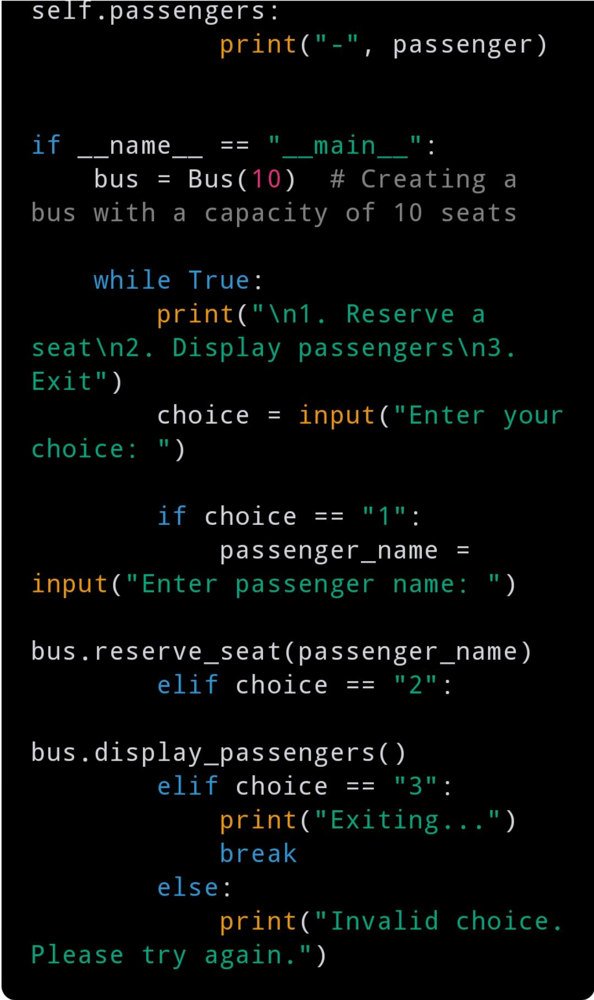 self.passengers:
            print("-", passenger)
if __name__ == "__main__":
    bus = Bus(10)  # Creating a
bus with a capacity of 10 seats
    while True:
        print("\n1. Reserve a
seat\n2. Display passengers\n3.
Exit")
        choice = input("Enter your
choice: ")
        if choice == "1":
            passenger_name =
input("Enter passenger name: ")
bus.reserve_seat(passenger_name)
        elif choice == "2":
bus.display_passengers()
        elif choice == "3":
            print("Exiting...")
            break
        else:
            print("Invalid choice.
Please try again.")